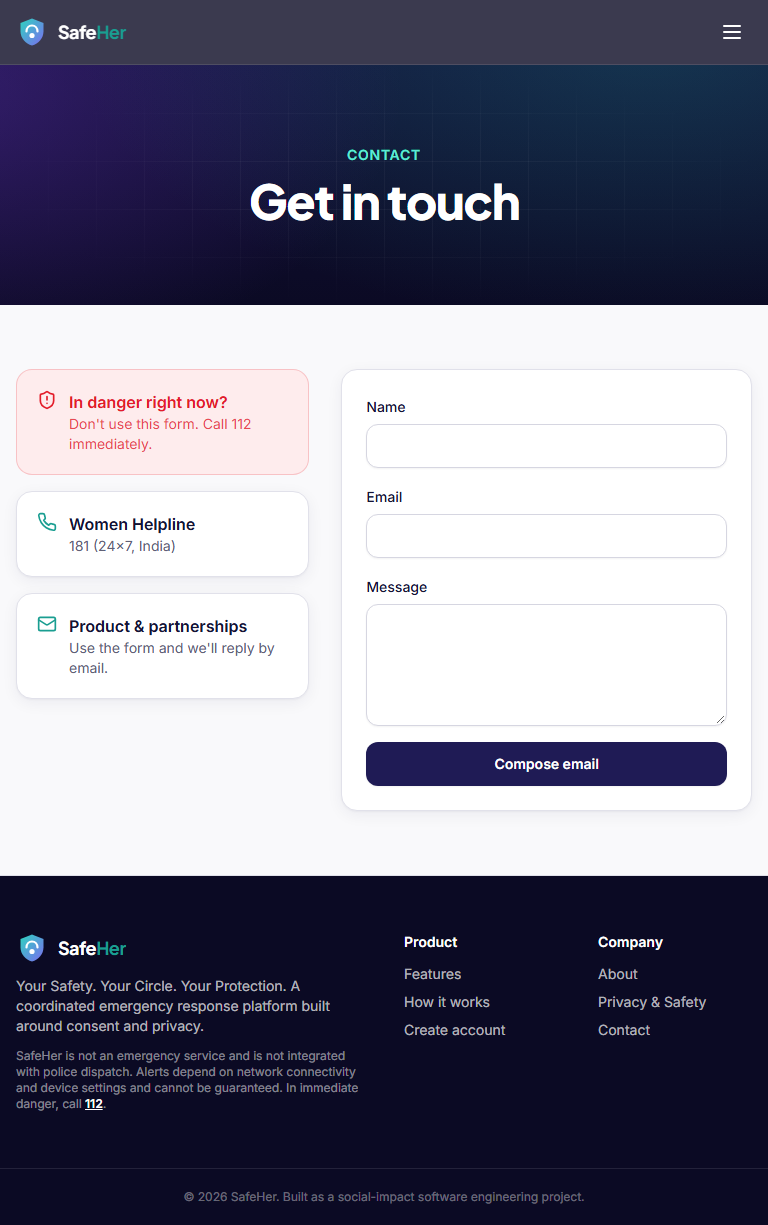 SafeHer
CONTACT
Get in touch
In danger right now?
Don't use this form. Call 112
immediately.
Women Helpline
181 (24×7, India)
Product & partnerships
Use the form and we'll reply by
email.
Name
Email
Message
Compose email
SafeHer
Your Safety. Your Circle. Your Protection. A
coordinated emergency response platform built
around consent and privacy.
SafeHer is not an emergency service and is not integrated
with police dispatch. Alerts depend on network connectivity
and device settings and cannot be guaranteed. In immediate
danger, call 112.
Product
Features
How it works
Create account
Company
About
Privacy & Safety
Contact
© 2026 SafeHer. Built as a social-impact software engineering project.